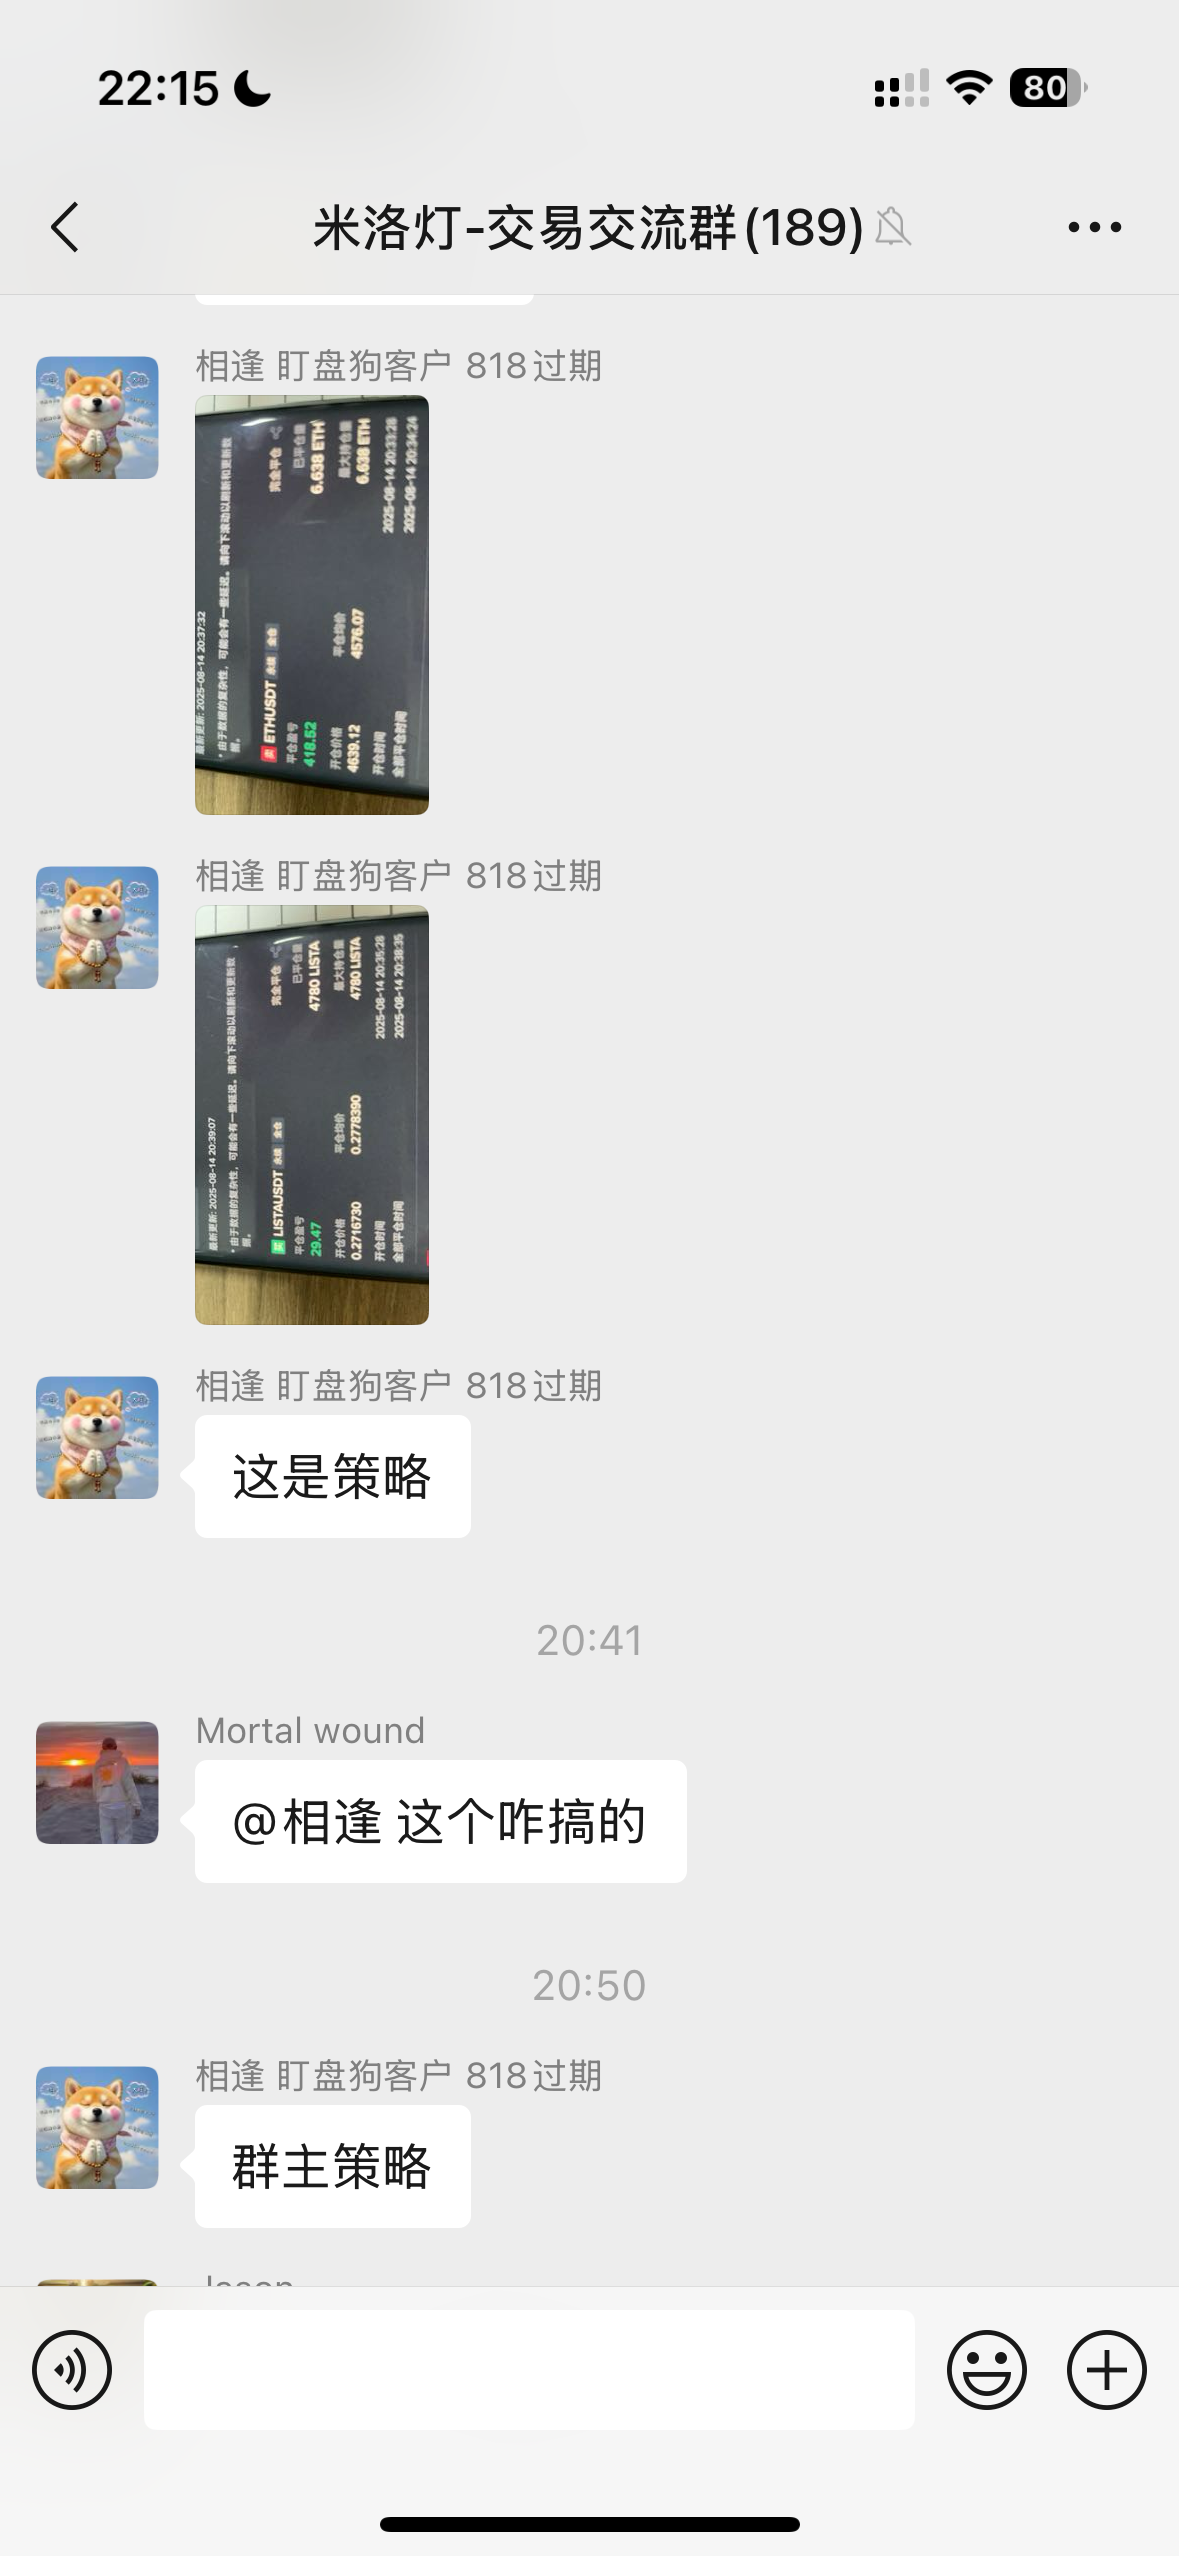 22:15
80
米洛灯-交易交流群(189)
相逢 盯盘狗客户 818过期
最新更新: 2025-08-14 20:37:32
* 由于数据的复杂性，可能会有一些延迟。请向下滚动以刷新和更新数
据。
卖 ETHUSDT 永续 全仓
完全平仓
平仓盈亏
已平仓量
418.52
6.638 ETH
开仓价格
平仓均价
最大持仓量
4639.12
4576.07
6.638 ETH
开仓时间
2025-08-14 20:33:28
全部平仓时间
2025-08-14 20:34:24
相逢 盯盘狗客户 818过期
最新更新: 2025-08-14 20:39:07
* 由于数据的复杂性，可能会有一些延迟。请向下滚动以刷新和更新数
据。
买 LISTAUSDT 永续 全仓
完全平仓
平仓盈亏
已平仓量
29.47
4780 LISTA
开仓价格
平仓均价
最大持仓量
0.2716730
0.2778390
4780 LISTA
开仓时间
2025-08-14 20:35:28
全部平仓时间
2025-08-14 20:38:35
相逢 盯盘狗客户 818过期
这是策略
20:41
Mortal wound
@相逢 这个咋搞的
20:50
相逢 盯盘狗客户 818过期
群主策略